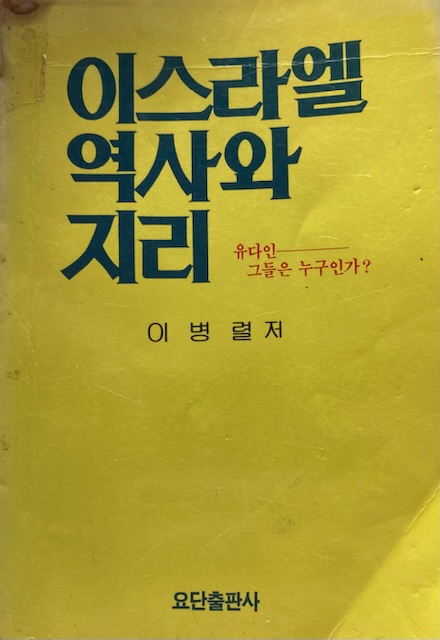 이스라엘
역사와
지리
유다인———
그들은 누구인가?
이 병 렬 저
요단출판사